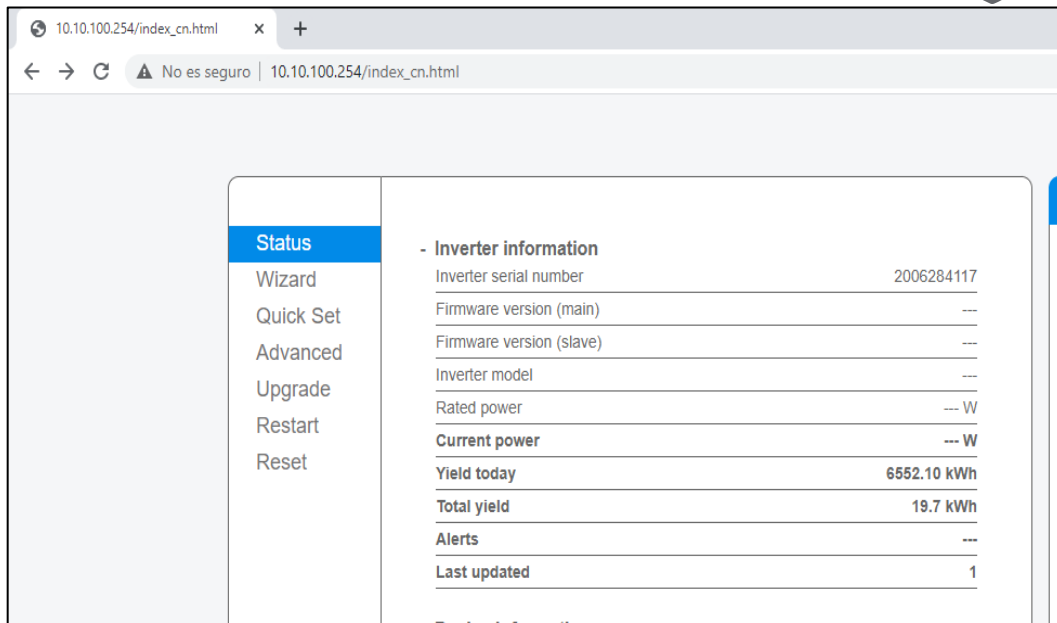 10.10.100.254/index_cn.html
No es seguro | 10.10.100.254/index_cn.html
Status
Wizard
Quick Set
Advanced
Upgrade
Restart
Reset
- Inverter information
Inverter serial number 2006284117
Firmware version (main) ---
Firmware version (slave) ---
Inverter model ---
Rated power --- W
Current power --- W
Yield today 6552.10 kWh
Total yield 19.7 kWh
Alerts ---
Last updated 1